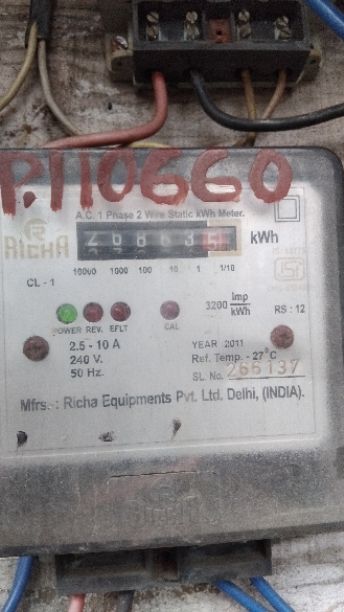 P.110660
A.C. 1 Phase 2 Wire Static kWh Meter.
R
RICHA
kWh
10000 1000 100 10 1 1/10
CL - 1
3200 imp/kWh
RS : 12
POWER REV. EFLT CAL
2.5 - 10 A
YEAR 2011
240 V.
Ref. Temp. - 27°C
50 Hz.
SL. No. 266137
Mfrs. : Richa Equipments Pvt. Ltd. Delhi, (INDIA).